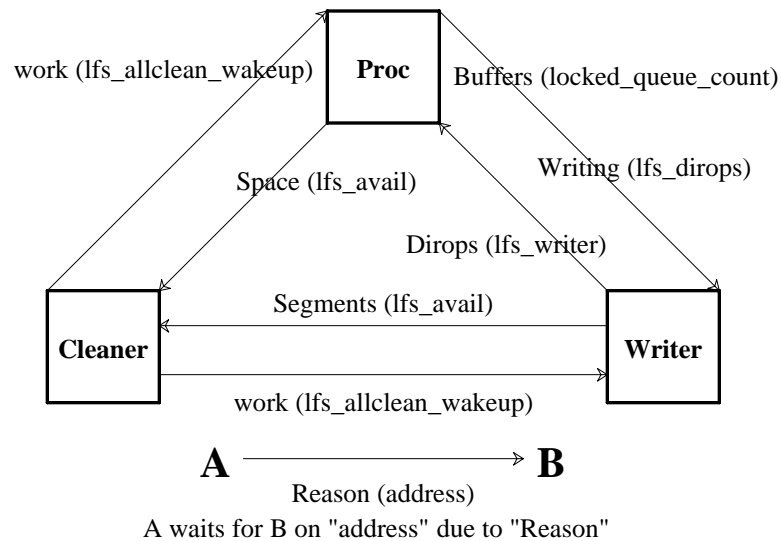 work (lfs_allclean_wakeup)
Proc
Buffers (locked_queue_count)
Writing (lfs_dirops)
Space (lfs_avail)
Dirops (lfs_writer)
Segments (lfs_avail)
Cleaner
Writer
work (lfs_allclean_wakeup)
A
B
Reason (address)
A waits for B on "address" due to "Reason"